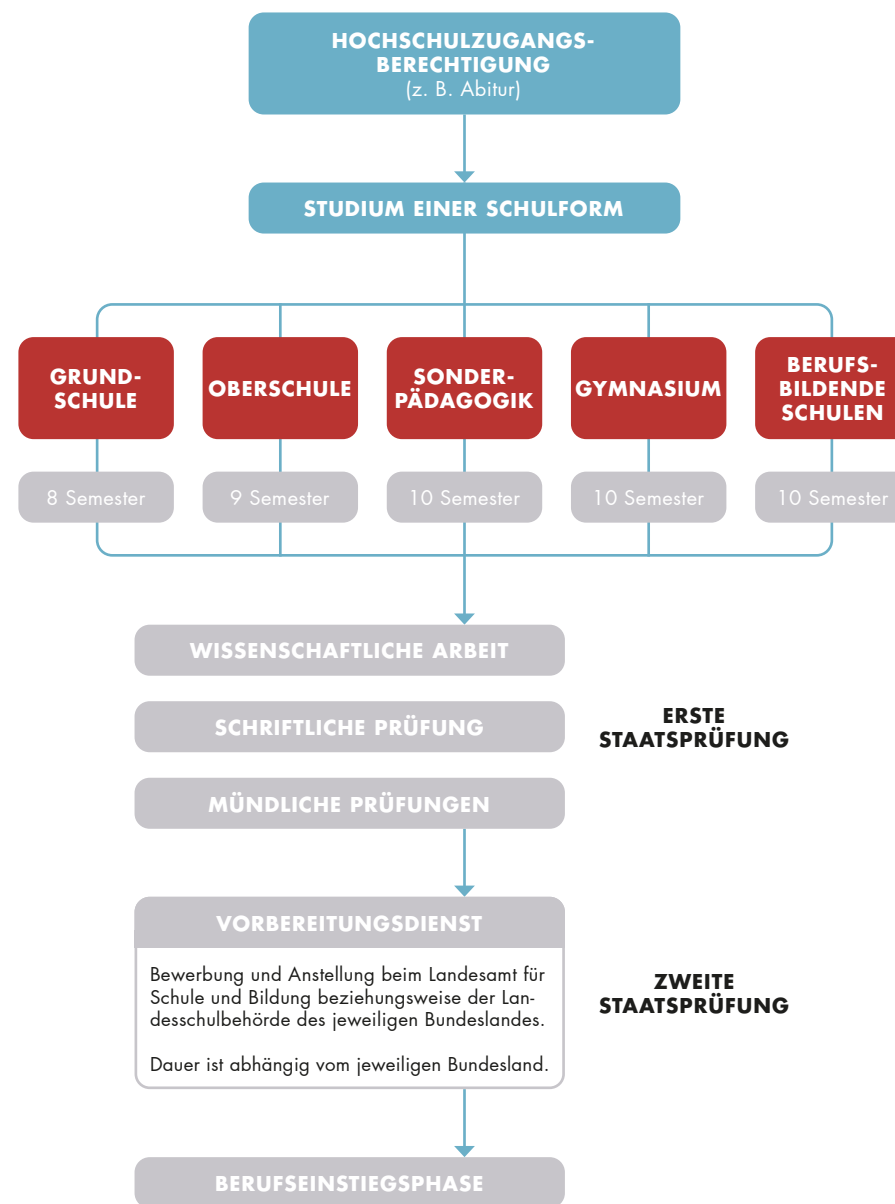 HOCHSCHULZUGANGS-
BERECHTIGUNG
(z. B. Abitur)
STUDIUM EINER SCHULFORM
GRUND-
SCHULE
OBERSCHULE
SONDER-
PÄDAGOGIK
GYMNASIUM
BERUFS-
BILDENDE
SCHULEN
8 Semester
9 Semester
10 Semester
10 Semester
10 Semester
WISSENSCHAFTLICHE ARBEIT
SCHRIFTLICHE PRÜFUNG
MÜNDLICHE PRÜFUNGEN
ERSTE
STAATSPRÜFUNG
VORBEREITUNGSDIENST
Bewerbung und Anstellung beim Landesamt für
Schule und Bildung beziehungsweise der Lan-
desschulbehörde des jeweiligen Bundeslandes.
Dauer ist abhängig vom jeweiligen Bundesland.
ZWEITE
STAATSPRÜFUNG
BERUFSEINSTIEGSPHASE